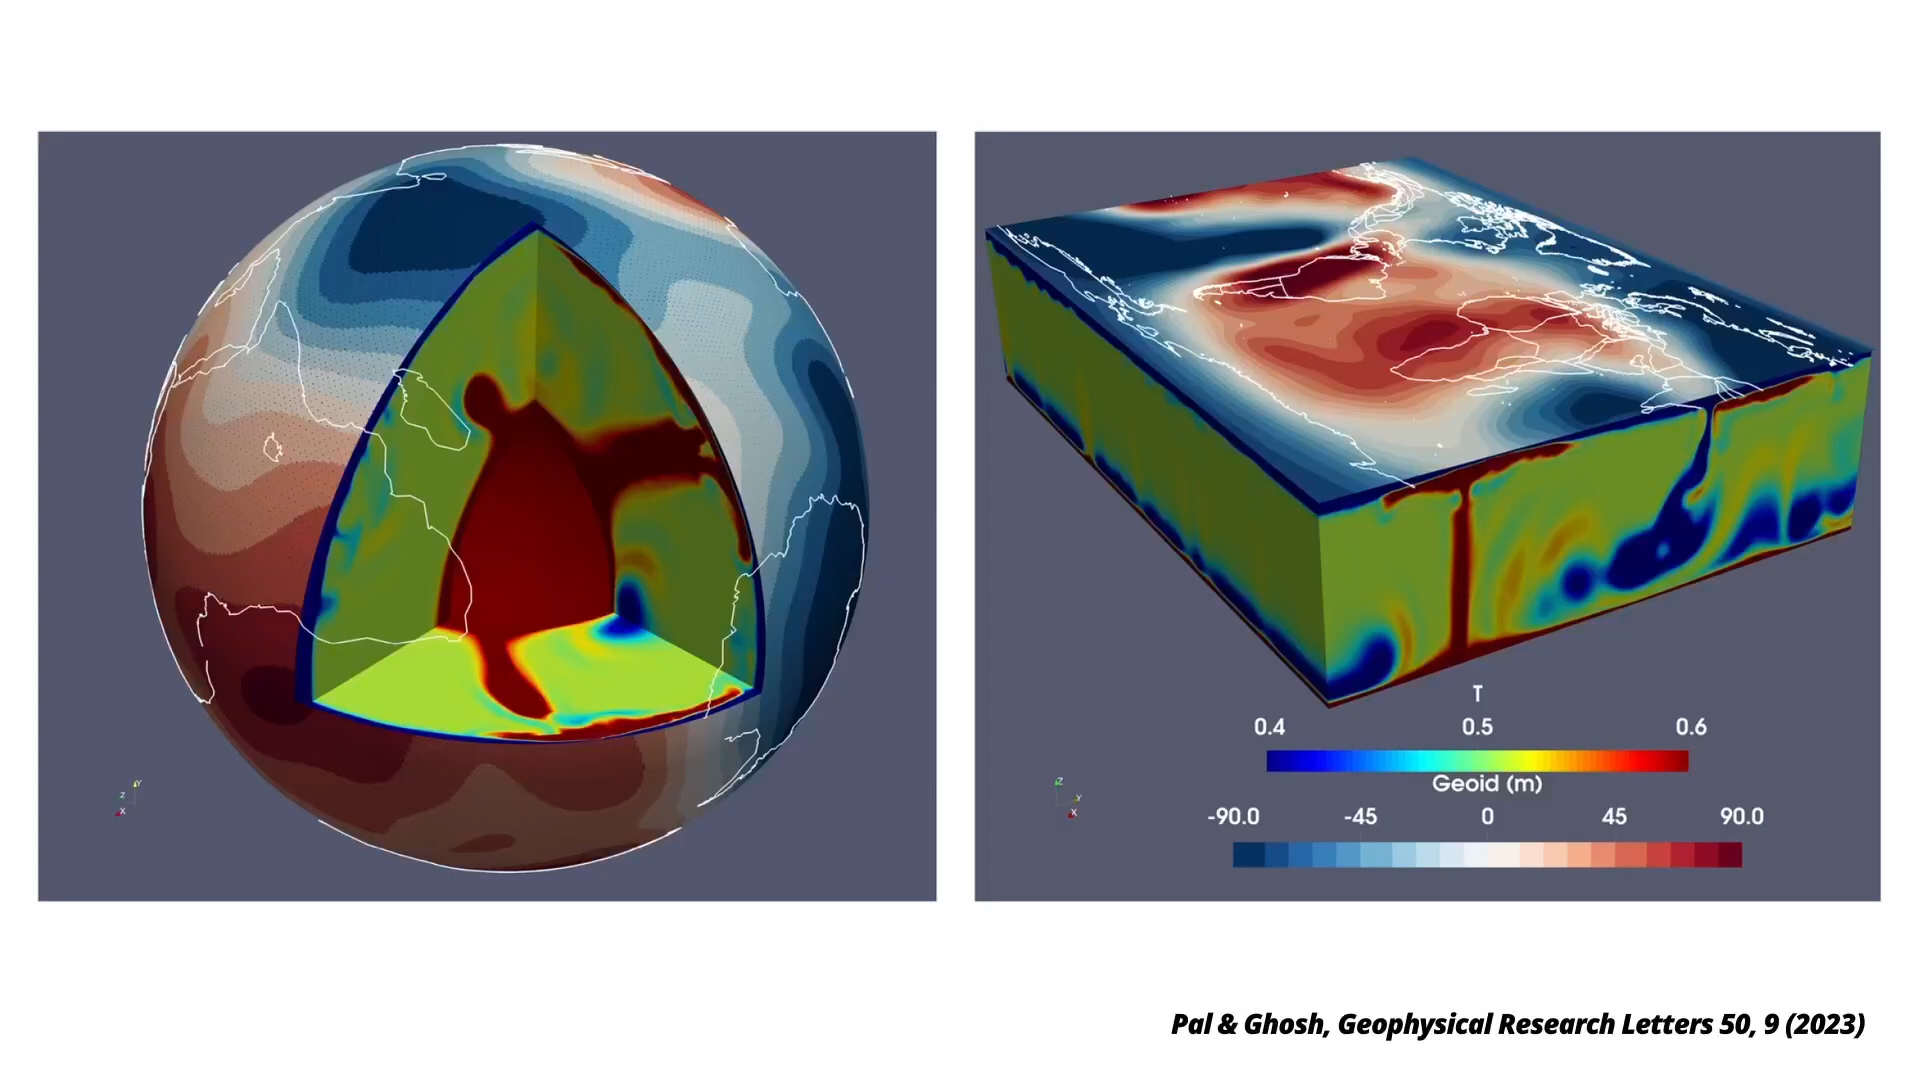 Y
Z
X
Z
Y
X
T
0.4 0.5 0.6
Geoid (m)
-90.0 -45 0 45 90.0
Pal & Ghosh, Geophysical Research Letters 50, 9 (2023)